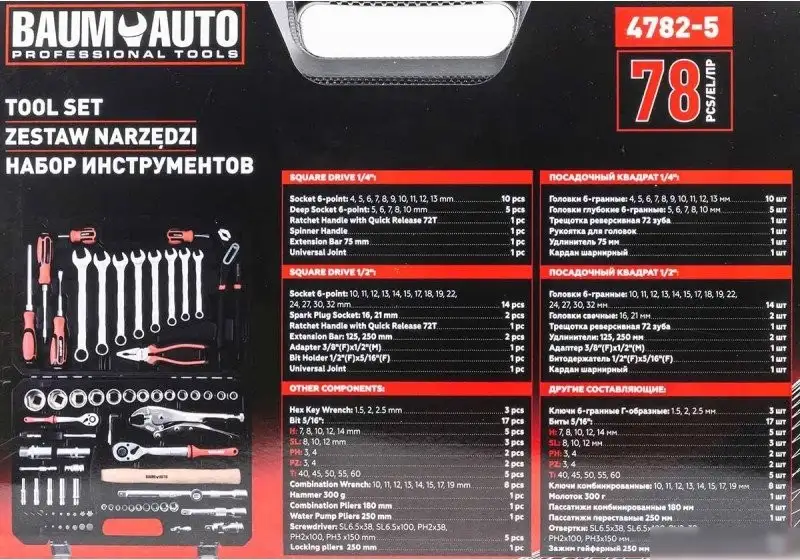 BAUM AUTO
PROFESSIONAL TOOLS
4782-5
78 PCS/EL/ПР
TOOL SET
ZESTAW NARZĘDZI
НАБОР ИНСТРУМЕНТОВ
SQUARE DRIVE 1/4":
Socket 6-point: 4, 5, 6, 7, 8, 9, 10, 11, 12, 13 mm 10 pcs
Deep Socket 6-point: 5, 6, 7, 8, 10 mm 5 pcs
Ratchet Handle with Quick Release 72T 1 pc
Spinner Handle 1 pc
Extension Bar 75 mm 1 pc
Universal Joint 1 pc
SQUARE DRIVE 1/2":
Socket 6-point: 10, 11, 12, 13, 14, 15, 17, 18, 19, 22,
24, 27, 30, 32 mm 14 pcs
Spark Plug Socket: 16, 21 mm 2 pcs
Ratchet Handle with Quick Release 72T 1 pc
Extension Bar: 125, 250 mm 2 pcs
Adapter 3/8"(F)x1/2"(M) 1 pc
Bit Holder 1/2"(F)x5/16"(F) 1 pc
Universal Joint 1 pc
OTHER COMPONENTS:
Hex Key Wrench: 1.5, 2, 2.5 mm 3 pcs
Bit 5/16": 17 pcs
H: 7, 8, 10, 12, 14 mm 5 pcs
SL: 8, 10, 12 mm 3 pcs
PH: 3, 4 2 pcs
PZ: 3, 4 2 pcs
T: 40, 45, 50, 55, 60 5 pcs
Combination Wrench: 10, 11, 12, 13, 14, 15, 17, 19 mm 8 pcs
Hammer 300 g 1 pc
Combination Pliers 180 mm 1 pc
Water Pump Pliers 250 mm 1 pc
Screwdriver: SL6.5x38, SL6.5x100, PH2x38,
PH2x100, PH3 x150 mm 5 pcs
Locking pliers 250 mm 1 pc
ПОСАДОЧНЫЙ КВАДРАТ 1/4":
Головки 6-гранные: 4, 5, 6, 7, 8, 9, 10, 11, 12, 13 мм 10 шт
Головки глубокие 6-гранные: 5, 6, 7, 8, 10 мм 5 шт
Трещотка реверсивная 72 зуба 1 шт
Рукоятка для головок 1 шт
Удлинитель 75 мм 1 шт
Кардан шарнирный 1 шт
ПОСАДОЧНЫЙ КВАДРАТ 1/2":
Головки 6-гранные: 10, 11, 12, 13, 14, 15, 17, 18, 19, 22,
24, 27, 30, 32 мм 14 шт
Головки свечные: 16, 21 мм 2 шт
Трещотка реверсивная 72 зуба 1 шт
Удлинители: 125, 250 мм 2 шт
Адаптер 3/8"(F)x1/2"(M) 1 шт
Битодержатель 1/2"(F)x5/16"(F) 1 шт
Кардан шарнирный 1 шт
ДРУГИЕ СОСТАВЛЯЮЩИЕ:
Ключи 6-гранные Г-образные: 1.5, 2, 2.5 мм 3 шт
Биты 5/16": 17 шт
H: 7, 8, 10, 12, 14 мм 5 шт
SL: 8, 10, 12 мм 3 шт
PH: 3, 4 2 шт
PZ: 3, 4 2 шт
T: 40, 45, 50, 55, 60 5 шт
Ключи комбинированные: 10, 11, 12, 13, 14, 15, 17, 19 мм 8 шт
Молоток 300 г 1 шт
Пассатижи комбинированные 180 мм 1 шт
Пассатижи переставные 250 мм 1 шт
Отвертки: SL6.5x38, SL6.5x100, PH2x38,
PH2x100, PH3x150 мм
Зажим гейферный 250 мм
BAUM AUTO